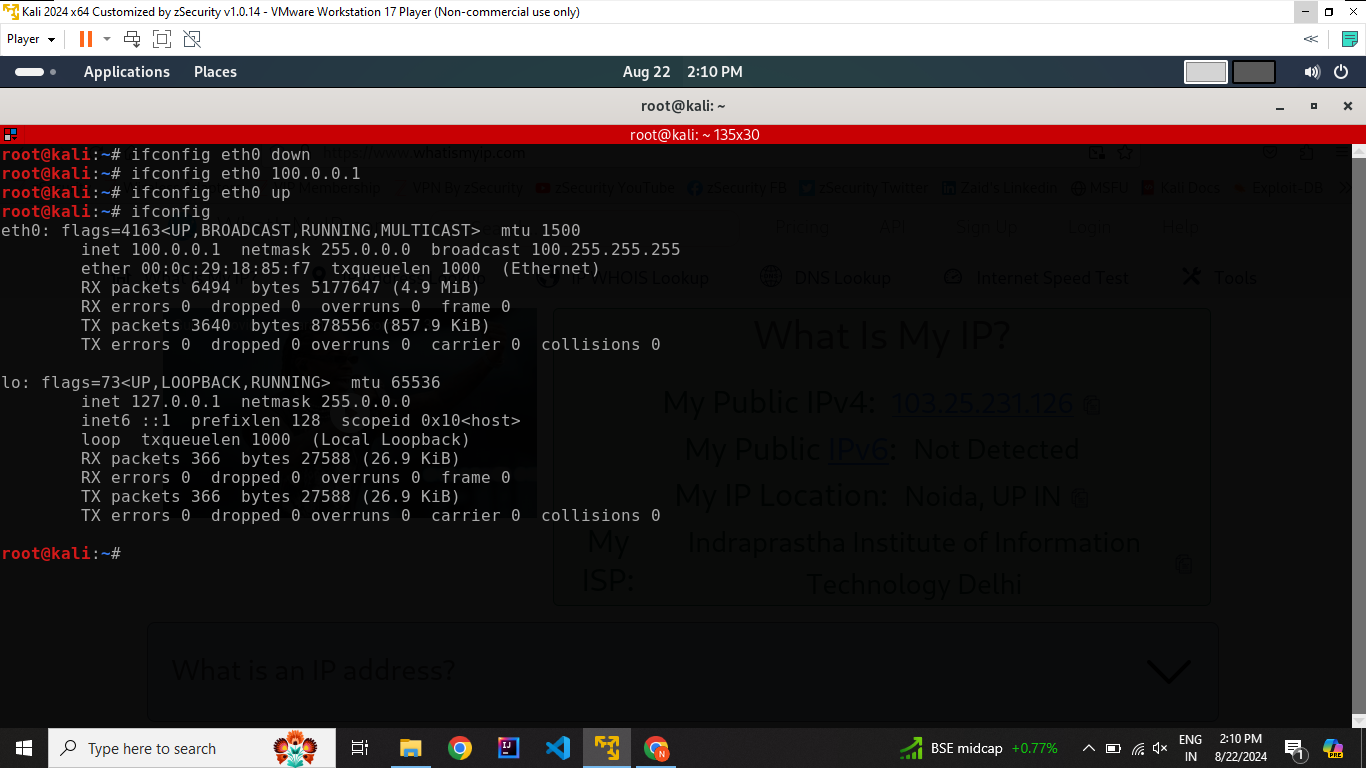 Kali 2024 x64 Customized by zSecurity v1.0.14 - VMware Workstation 17 Player (Non-commercial use only)
Player
Applications Places Aug 22 2:10 PM
root@kali: ~
root@kali: ~ 135x30
root@kali:~# ifconfig eth0 down
https://www.whatismyip.com
root@kali:~# ifconfig eth0 100.0.0.1
root@kali:~# ifconfig eth0 up
Membership VPN By zSecurity zSecurity YouTube zSecurity FB zSecurity Twitter Zaid's Linkedin MSFU Kali Docs Exploit-DB
root@kali:~# ifconfig
Pricing API Sign Up Login Help
eth0: flags=4163<UP,BROADCAST,RUNNING,MULTICAST>  mtu 1500
        inet 100.0.0.1  netmask 255.0.0.0  broadcast 100.255.255.255
        ether 00:0c:29:18:85:f7  txqueuelen 1000  (Ethernet)
IP WHOIS Lookup DNS Lookup Internet Speed Test Tools
        RX packets 6494  bytes 5177647 (4.9 MiB)
        RX errors 0  dropped 0  overruns 0  frame 0
        TX packets 3640  bytes 878556 (857.9 KiB)
        TX errors 0  dropped 0 overruns 0  carrier 0  collisions 0
lo: flags=73<UP,LOOPBACK,RUNNING>  mtu 65536
        inet 127.0.0.1  netmask 255.0.0.0
        inet6 ::1  prefixlen 128  scopeid 0x10<host>
        loop  txqueuelen 1000  (Local Loopback)
        RX packets 366  bytes 27588 (26.9 KiB)
        RX errors 0  dropped 0  overruns 0  frame 0
        TX packets 366  bytes 27588 (26.9 KiB)
        TX errors 0  dropped 0 overruns 0  carrier 0  collisions 0
root@kali:~#
What Is My IP?
My Public IPv4: 103.25.231.126
My Public IPv6: Not Detected
My IP Location: Noida, UP IN
My ISP: Indraprastha Institute of Information
Technology Delhi
What is an IP address?
Type here to search
BSE midcap +0.77%
ENG
IN
2:10 PM
8/22/2024
1
PRE